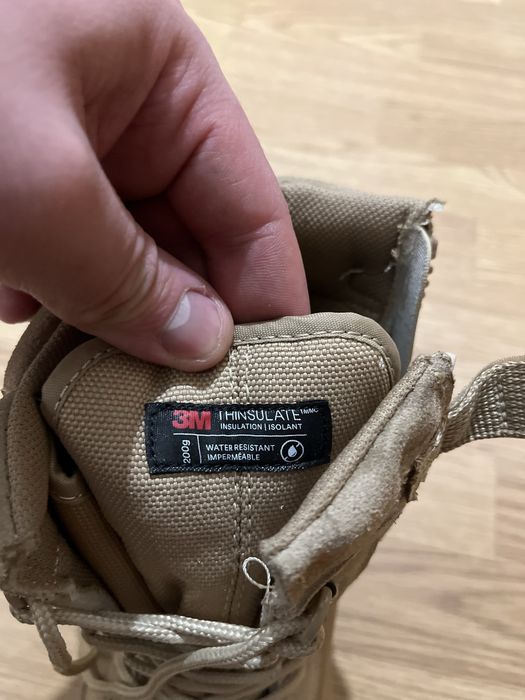 3M THINSULATE TM/MC
INSULATION | ISOLANT
200g
WATER RESISTANT
IMPERMÉABLE